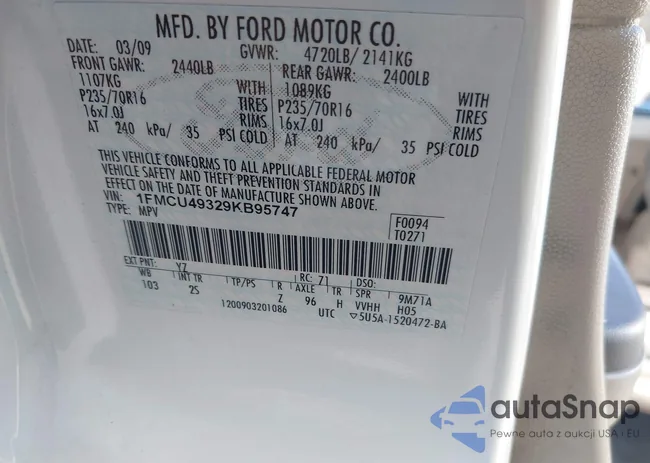 MFD. BY FORD MOTOR CO.
DATE: 03/09 GVWR: 4720LB/ 2141KG
FRONT GAWR: 2440LB REAR GAWR: 2400LB
1107KG WITH 1089KG WITH
P235/70R16 TIRES P235/70R16 TIRES
16x7.0J RIMS 16x7.0J RIMS
AT 240 kPa/ 35 PSI COLD AT 240 kPa/ 35 PSI COLD
THIS VEHICLE CONFORMS TO ALL APPLICABLE FEDERAL MOTOR
VEHICLE SAFETY AND THEFT PREVENTION STANDARDS IN
EFFECT ON THE DATE OF MANUFACTURE SHOWN ABOVE.
VIN: 1FMCU49329KB95747 F0094
TYPE: MPV T0271
EXT PNT: YZ RC: 71 DSO:
WB INT TR TP/PS R AXLE TR SPR 9M71A
103 2S Z 96 H VVHH H05
1200903201086 UTC ▽5U5A-1520472-BA
autaSnap
Pewne auta z aukcji USA i EU